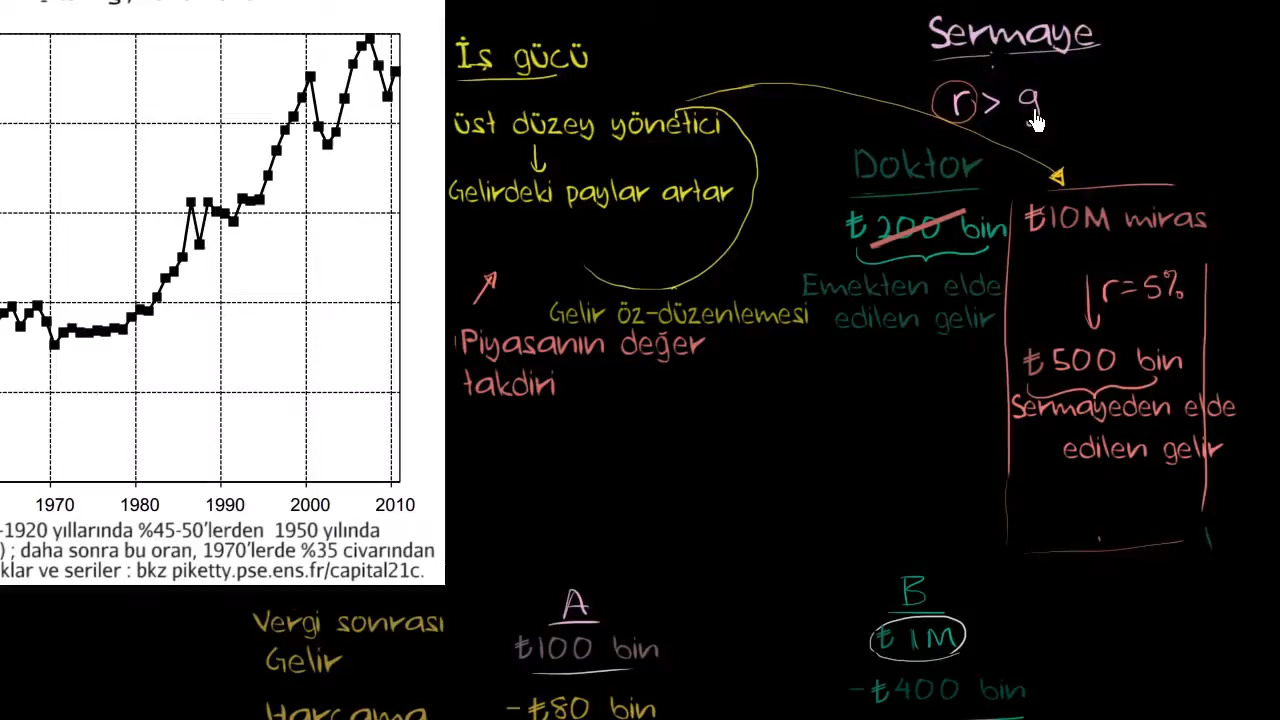 İş gücü
üst düzey yönetici
Gelirdeki paylar artar
Gelir öz-düzenlemesi
Piyasanın değer
takdiri
Sermaye
r > g
Doktor
₺ 200 bin
Emekten elde
edilen gelir
₺10M miras
r=5%
₺500 bin
Sermayeden elde
edilen gelir
1970 1980 1990 2000 2010
-1920 yıllarında %45-50'lerden 1950 yılında
) ; daha sonra bu oran, 1970'lerde %35 civarından
klar ve seriler : bkz piketty.pse.ens.fr/capital21c.
A
B
Vergi sonrası
Gelir
₺100 bin
₺1M
Harcama
-₺80 bin
-₺400 bin